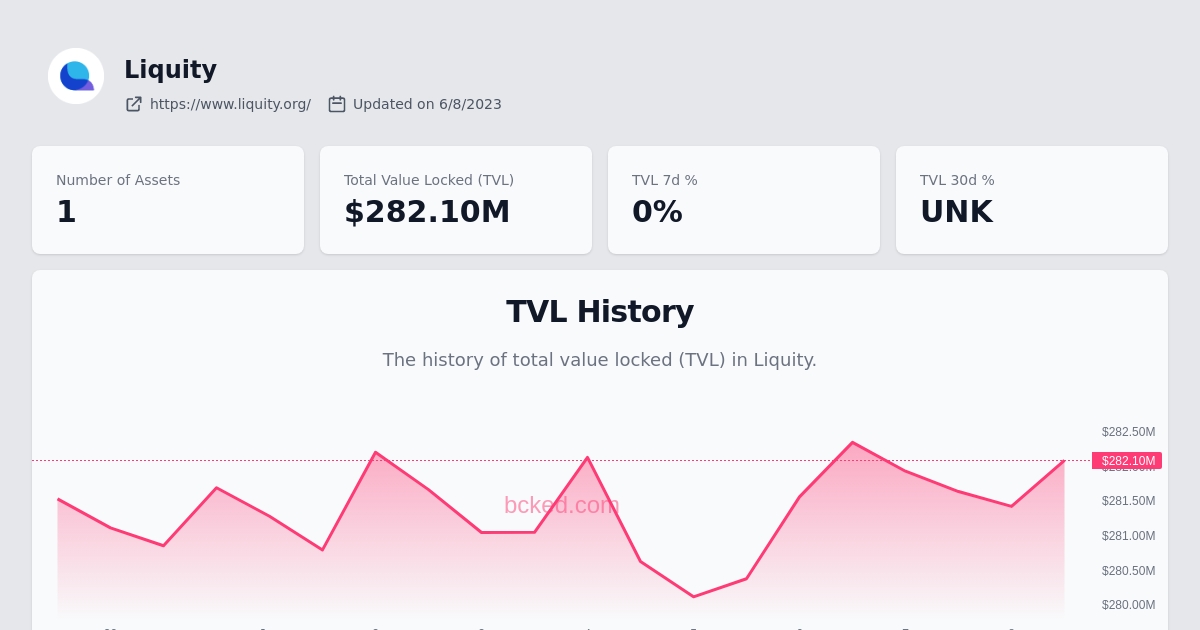 Liquity
https://www.liquity.org/ Updated on 6/8/2023
Number of Assets
1
Total Value Locked (TVL)
$282.10M
TVL 7d %
0%
TVL 30d %
UNK
TVL History
The history of total value locked (TVL) in Liquity.
$282.50M
$282.10M
$282.00M
bcked.com
$281.50M
$281.00M
$280.50M
$280.00M